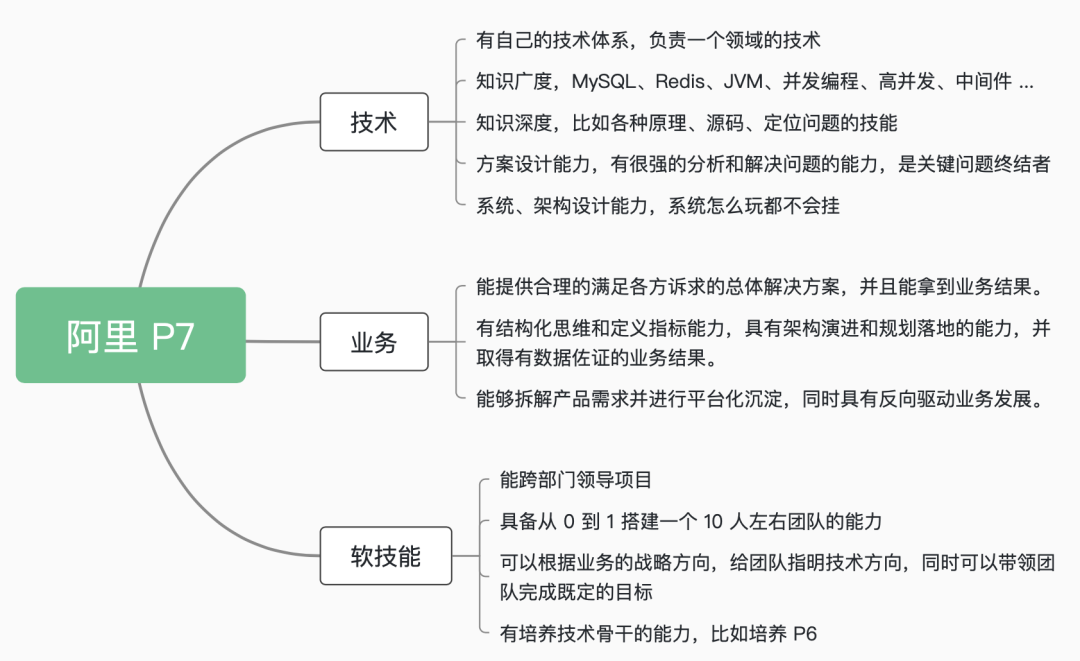 阿里 P7
技术
有自己的技术体系，负责一个领域的技术
知识广度，MySQL、Redis、JVM、并发编程、高并发、中间件 ...
知识深度，比如各种原理、源码、定位问题的技能
方案设计能力，有很强的分析和解决问题的能力，是关键问题终结者
系统、架构设计能力，系统怎么玩都不会挂
业务
能提供合理的满足各方诉求的总体解决方案，并且能拿到业务结果。
有结构化思维和定义指标能力，具有架构演进和规划落地的能力，并
取得有数据佐证的业务结果。
能够拆解产品需求并进行平台化沉淀，同时具有反向驱动业务发展。
软技能
能跨部门领导项目
具备从 0 到 1 搭建一个 10 人左右团队的能力
可以根据业务的战略方向，给团队指明技术方向，同时可以带领团
队完成既定的目标
有培养技术骨干的能力，比如培养 P6